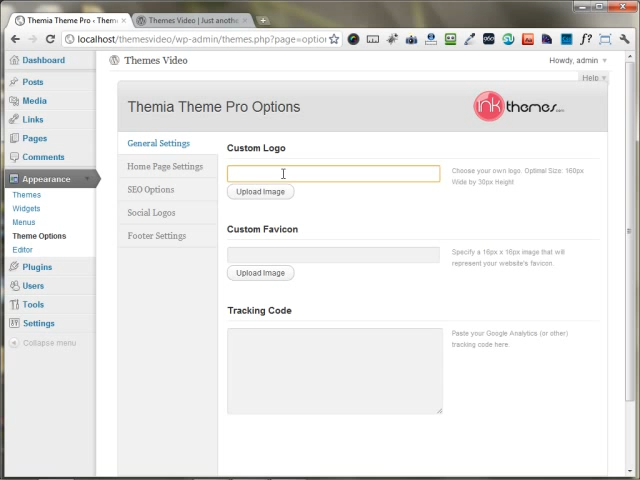 Themia Theme Pro ‹ Them
Themes Video | Just anothe
localhost/themesvideo/wp-admin/themes.php?page=option
f?
Themes Video
Howdy, admin
Help
Dashboard
Posts
Media
Links
Pages
Comments
Appearance
Themes
Widgets
Menus
Theme Options
Editor
Plugins
Users
Tools
Settings
Collapse menu
Themia Theme Pro Options
inkthemes.com
General Settings
Home Page Settings
SEO Options
Social Logos
Footer Settings
Custom Logo
Upload Image
Choose your own logo. Optimal Size: 160px
Wide by 30px Height
Custom Favicon
Upload Image
Specify a 16px x 16px image that will
represent your website's favicon.
Tracking Code
Paste your Google Analytics (or other)
tracking code here.